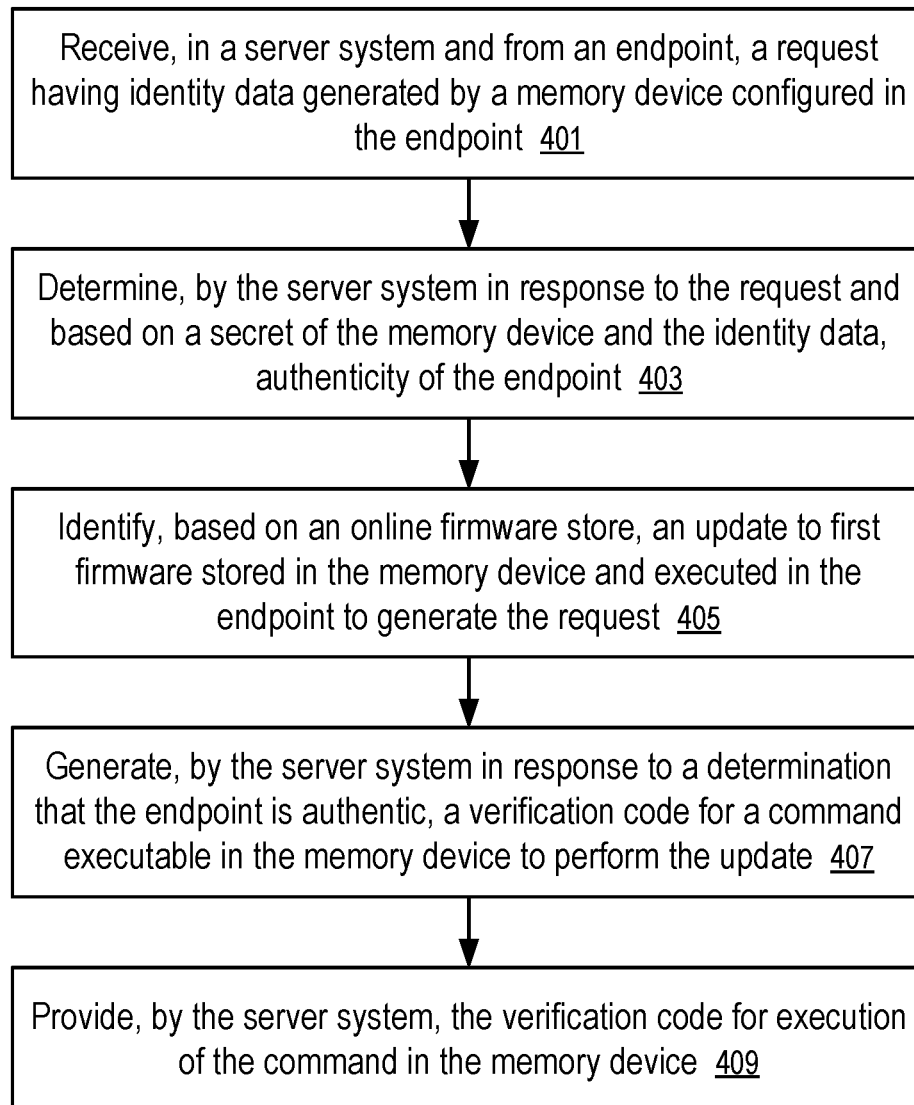 Receive, in a server system and from an endpoint, a request
having identity data generated by a memory device configured in
the endpoint 401
Determine, by the server system in response to the request and
based on a secret of the memory device and the identity data,
authenticity of the endpoint 403
Identify, based on an online firmware store, an update to first
firmware stored in the memory device and executed in the
endpoint to generate the request 405
Generate, by the server system in response to a determination
that the endpoint is authentic, a verification code for a command
executable in the memory device to perform the update 407
Provide, by the server system, the verification code for execution
of the command in the memory device 409